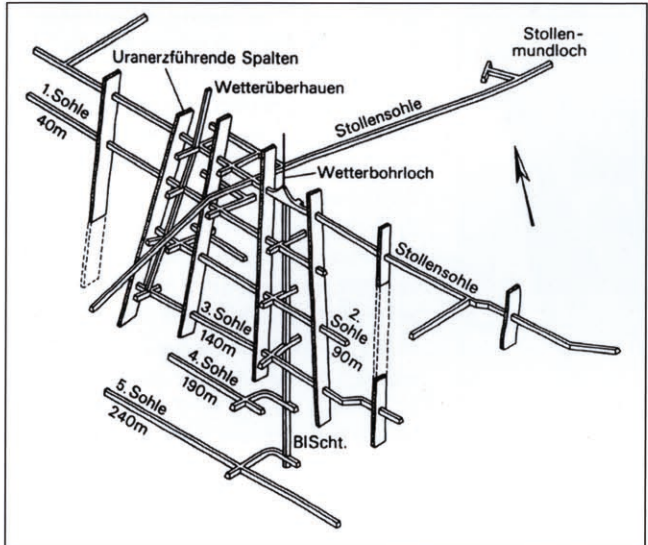 Stollen-
mundloch
Uranerzführende Spalten
Wetterüberhauen
1. Sohle
40m
Stollensohle
Wetterbohrloch
Stollensohle
2.
Sohle
90m
3. Sohle
140m
4. Sohle
190m
5. Sohle
240m
BlScht.